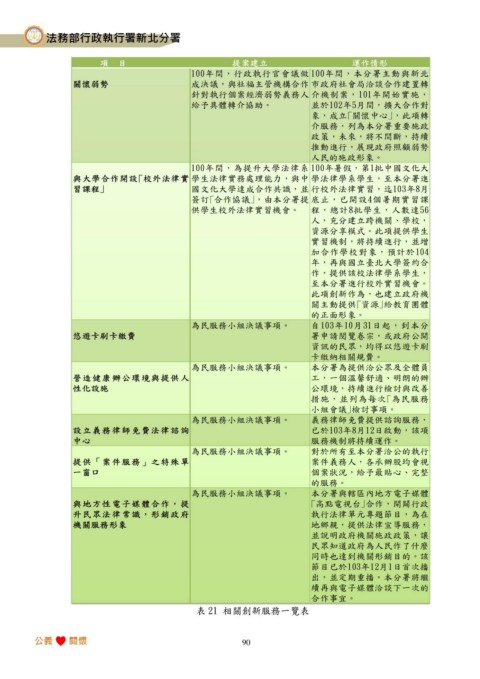 法務部行政執行署新北分署
項 目
提案建立
運作情形
關懷弱勢
100年間，行政執行官會議做
成決議，與社福主管機構合作
針對執行個案經濟弱勢義務人
給予具體轉介協助。
100年間，本分署主動與新北
市政府社會局洽談合作建置轉
介機制案，101年開始實施，
並於102年5月間，擴大合作對
象，成立「關懷中心」，此項轉
介服務，列為本分署重要施政
政策，未來，將不間斷，持續
推動進行，展現政府照顧弱勢
人民的施政形象。
與大學合作開設「校外法律實
習課程」
100年間，為提升大學法律系
學生法律實務處理能力，與中
國文化大學達成合作共識，並
簽訂「合作協議」，由本分署提
供學生校外法律實習機會。
100年暑假，第1批中國文化大
學法律學系學生，至本分署進
行校外法律實習，迄103年8月
底止，已開設4個暑期實習課
程，總計8批學生，人數達56
人，充分建立跨機關、學校，
資源分享模式，此項提供學生
實習機制，將持續進行，並增
加合作學校對象，預計於104
年，再與國立臺北大學簽約合
作，提供該校法律學系學生，
至本分署進行校外實習機會。
此項創新作為，也建立政府機
關主動提供「資源」給教育團體
的正面形象。
悠遊卡刷卡繳費
為民服務小組決議事項。
自103年10月31日起，到本分
署申請閱覽卷宗，或政府公開
資訊的民眾，均得以悠遊卡刷
卡繳納相關規費。
營造健康辦公環境與提供人
性化設施
為民服務小組決議事項。
本分署為提供洽公眾及全體員
工，一個溫馨舒適、明朗的辦
公環境，持續進行檢討與改善
措施，並列為每次「為民服務
小組會議」檢討事項。
設立義務律師免費法律諮詢
中心
為民服務小組決議事項。
義務律師免費提供諮詢服務，
已於103年8月12日啟動，該項
服務機制將持續運作。
提供「案件服務」之特殊單
一窗口
為民服務小組決議事項。
對於所有至本分署洽公的執行
案件義務人，各承辦股均會視
個案狀況，給予最貼心、完整
的服務。
與地方性電子媒體合作，提
升民眾法律常識，形銷政府
機關服務形象
為民服務小組決議事項。
本分署與轄區內地方電子媒體
「高點電視台」合作，開闢行政
執行法律單元專題節目，為在
地鄉親，提供法律宣導服務，
並說明政府機關施政政策，讓
民眾知道政府為人民作了什麼
同時也達到機關形銷目的。該
節目已於103年12月1日首次播
出，並定期重播。本分署將繼
續再與電子媒體洽談下一次的
合作事宜。
表 21 相關創新服務一覽表
公義 關懷
90